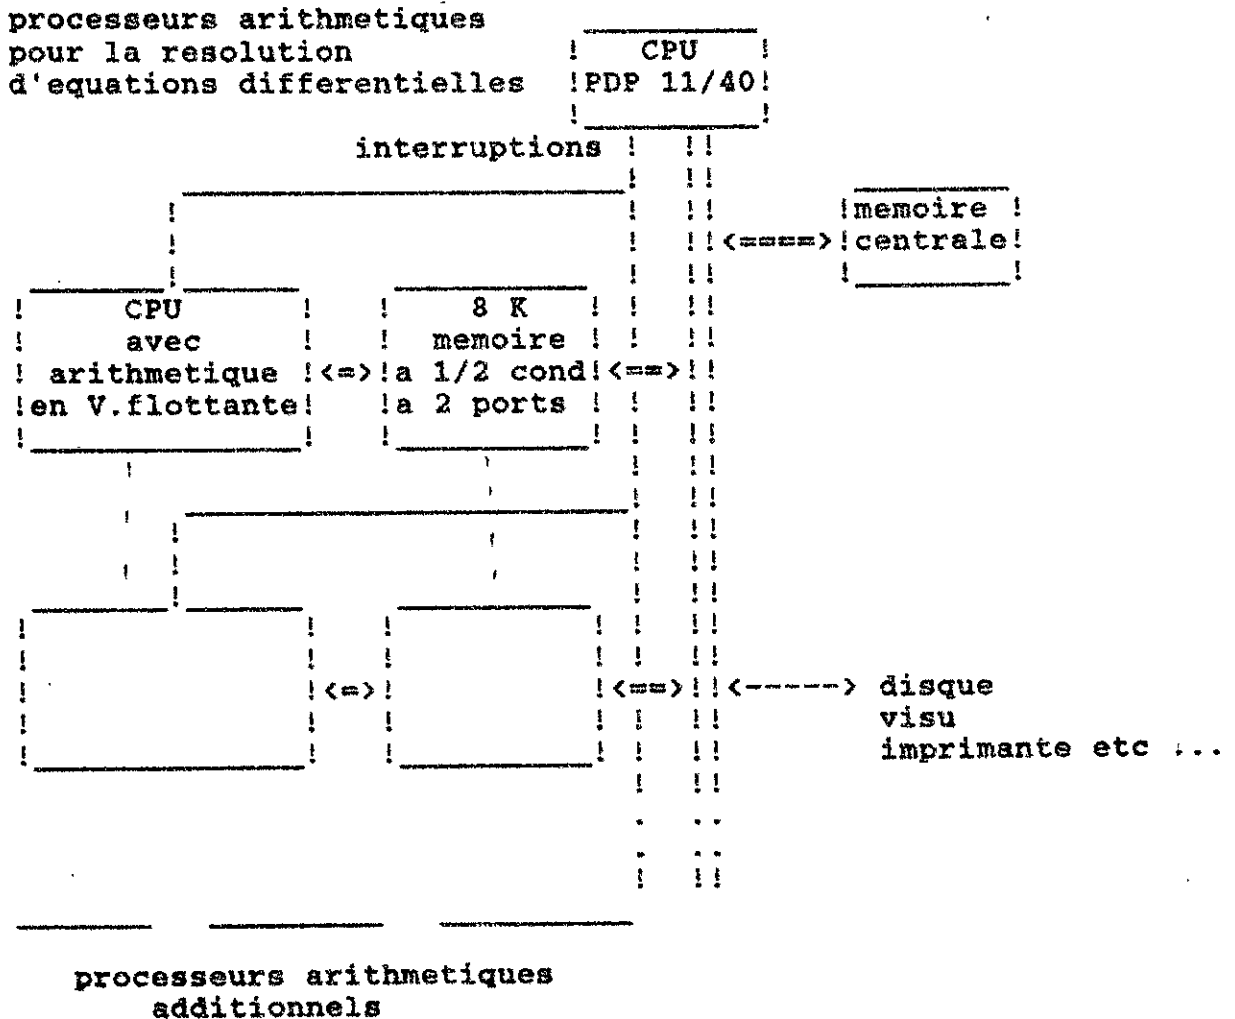 processeurs arithmetiques
pour la resolution
d'equations differentielles
CPU
PDP 11/40
interruptions
memoire
centrale
CPU
avec
arithmetique
en V.flottante
8 K
memoire
a 1/2 cond
a 2 ports
disque
visu
imprimante etc ...
processeurs arithmetiques
additionnels